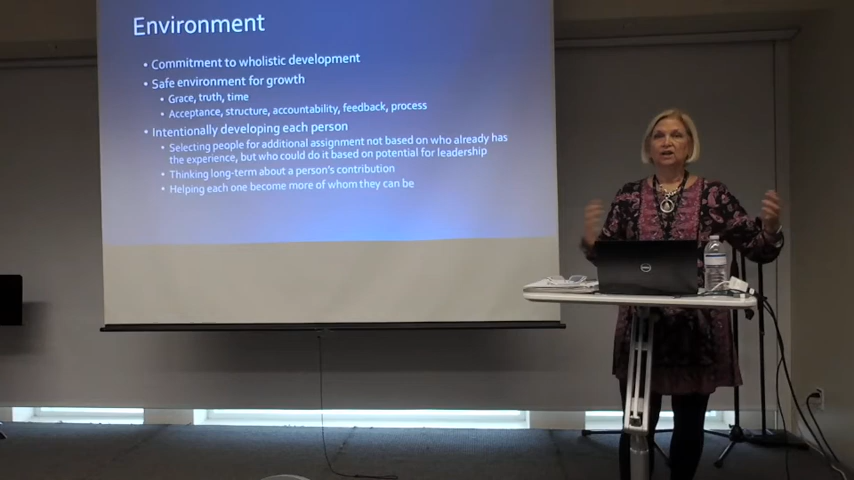 Environment
• Commitment to wholistic development
• Safe environment for growth
• Grace, truth, time
• Acceptance, structure, accountability, feedback, process
• Intentionally developing each person
• Selecting people for additional assignment not based on who already has
the experience, but who could do it based on potential for leadership
• Thinking long-term about a person's contribution
• Helping each one become more of whom they can be
DELL